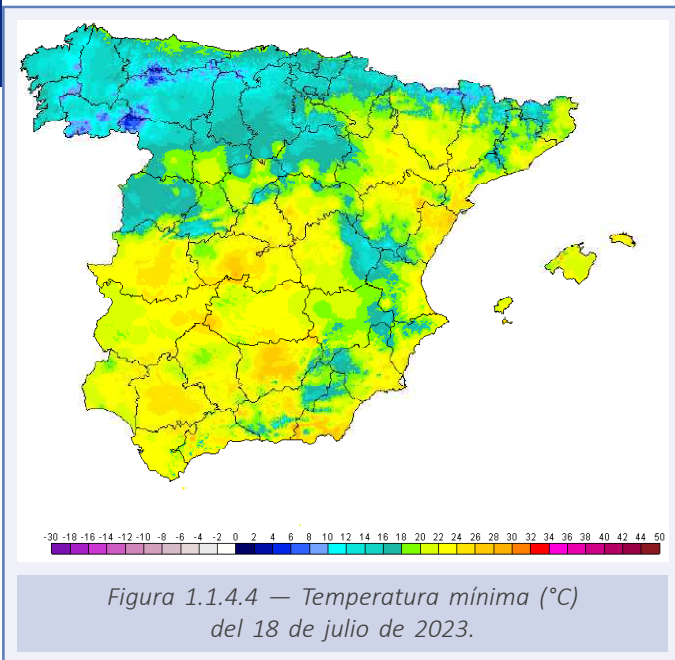 -30 -18 -16 -14 -12 -10 -8 -6 -4 -2 0 2 4 6 8 10 12 14 16 18 20 22 24 26 28 30 32 34 36 38 40 42 44 50
Figura 1.1.4.4 — Temperatura mínima (°C)
del 18 de julio de 2023.